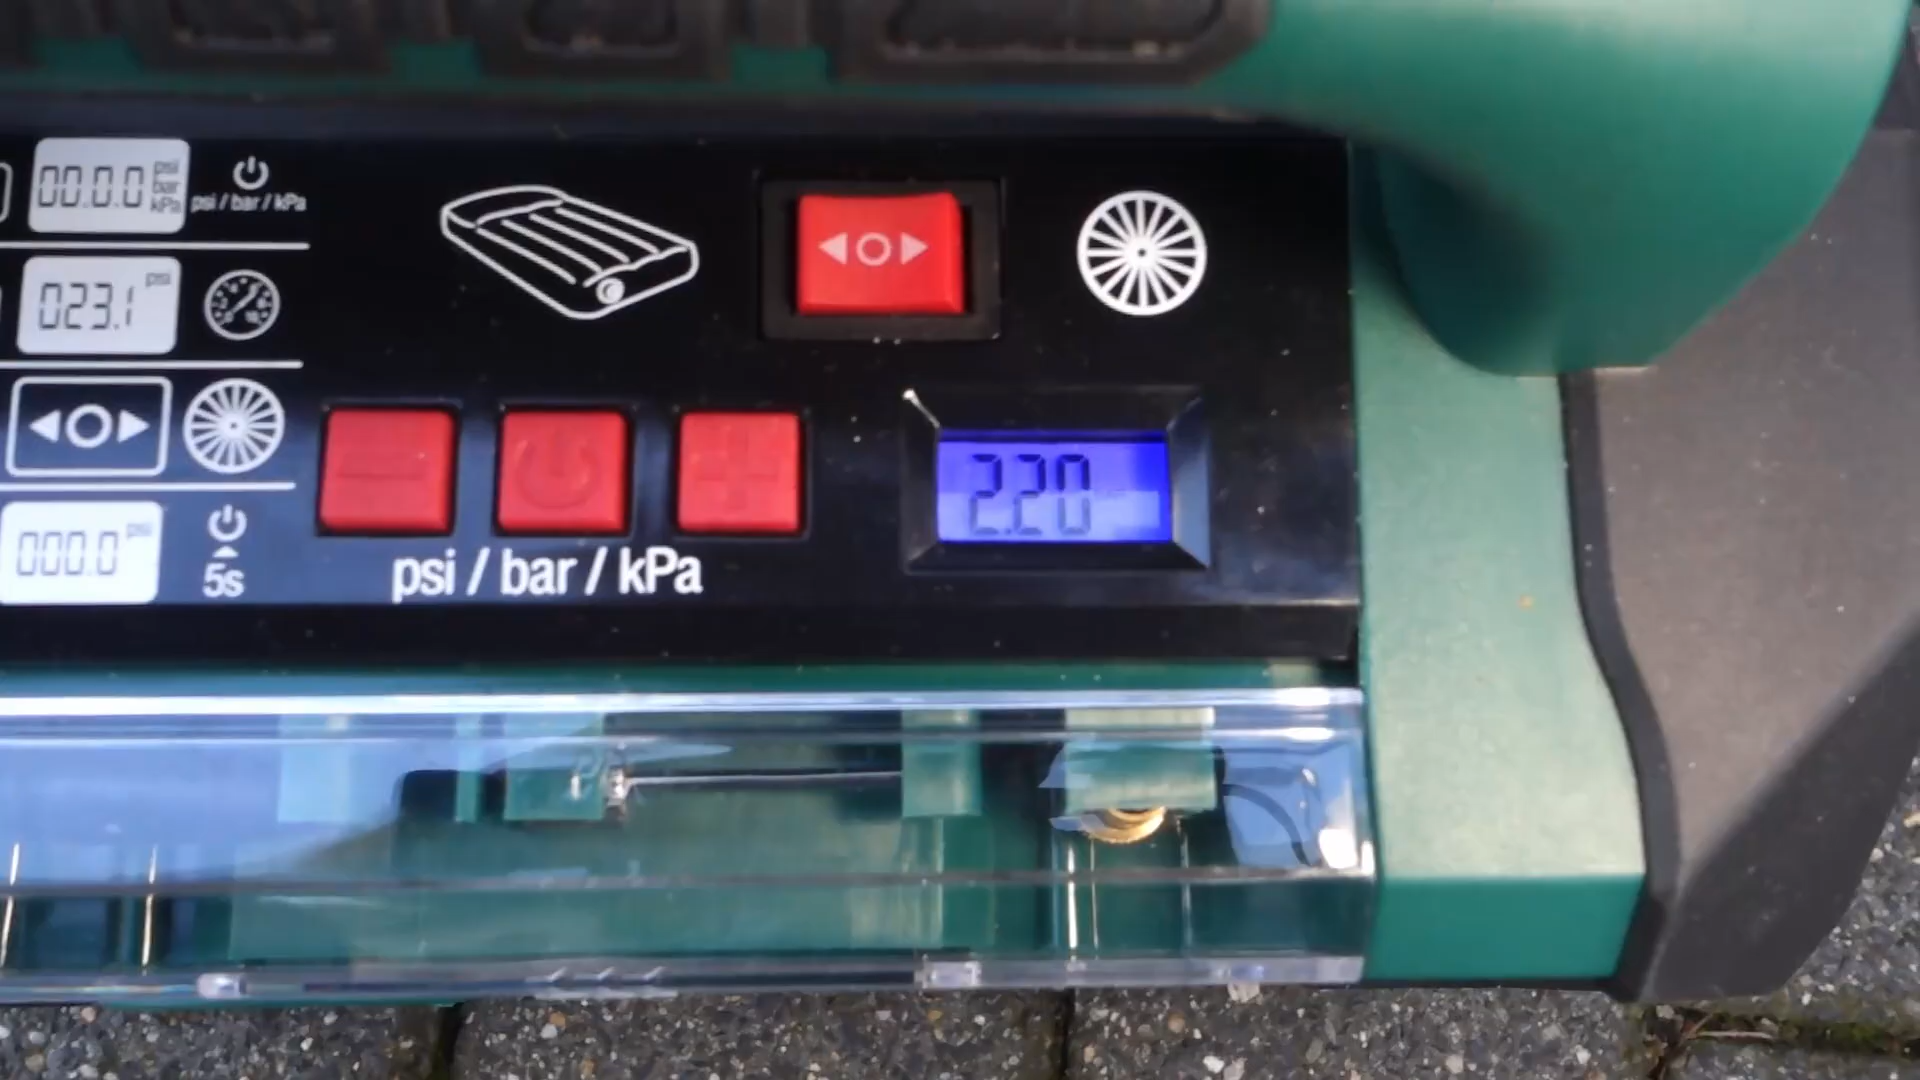 00.0.0 psi bar kPa
psi / bar / kPa
023.1 psi
000.0 psi
5s
psi / bar / kPa
2.20